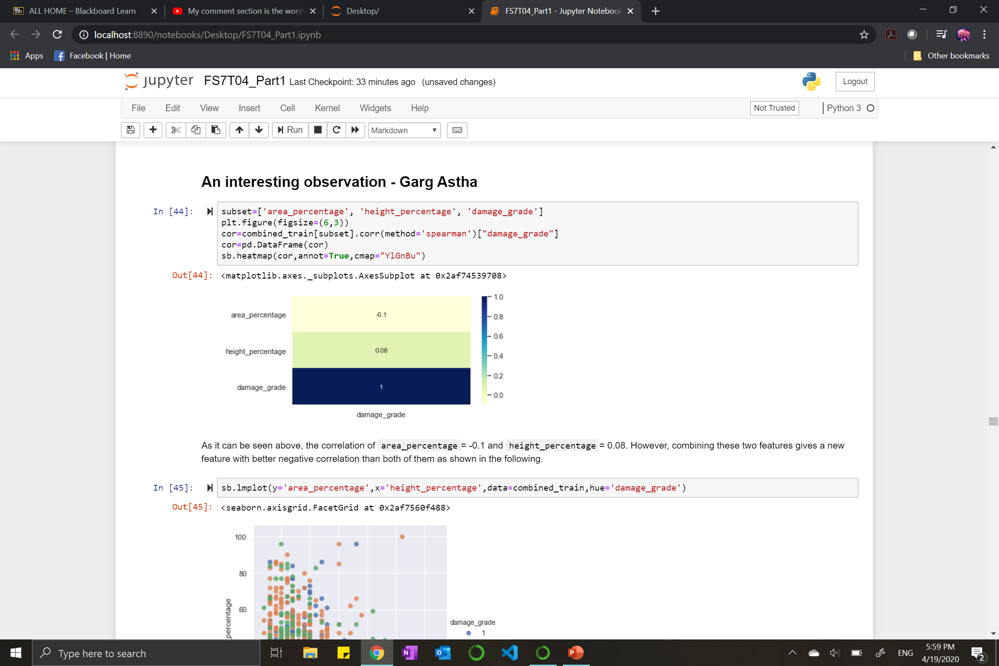 ALL HOME – Blackboard Learn
My comment section is the worst
Desktop/
FS7T04_Part1 - Jupyter Notebook
localhost:8890/notebooks/Desktop/FS7T04_Part1.ipynb
Apps
Facebook | Home
Other bookmarks
jupyter FS7T04_Part1 Last Checkpoint: 33 minutes ago (unsaved changes)
Logout
File Edit View Insert Cell Kernel Widgets Help
Not Trusted
Python 3
Run
Markdown
An interesting observation - Garg Astha
In [44]:
subset=['area_percentage', 'height_percentage', 'damage_grade']
plt.figure(figsize=(6,3))
cor=combined_train[subset].corr(method='spearman')["damage_grade"]
cor=pd.DataFrame(cor)
sb.heatmap(cor,annot=True,cmap="YlGnBu")
Out[44]: <matplotlib.axes._subplots.AxesSubplot at 0x2af74539708>
area_percentage
-0.1
height_percentage
0.08
damage_grade
1
damage_grade
1.0
0.8
0.6
0.4
0.2
0.0
As it can be seen above, the correlation of area_percentage = -0.1 and height_percentage = 0.08. However, combining these two features gives a new
feature with better negative correlation than both of them as shown in the following.
In [45]:
sb.lmplot(y='area_percentage',x='height_percentage',data=combined_train,hue='damage_grade')
Out[45]: <seaborn.axisgrid.FacetGrid at 0x2af7560f488>
100
80
60
_percentage
damage_grade
1
Type here to search
ENG
5:59 PM
4/19/2020
2